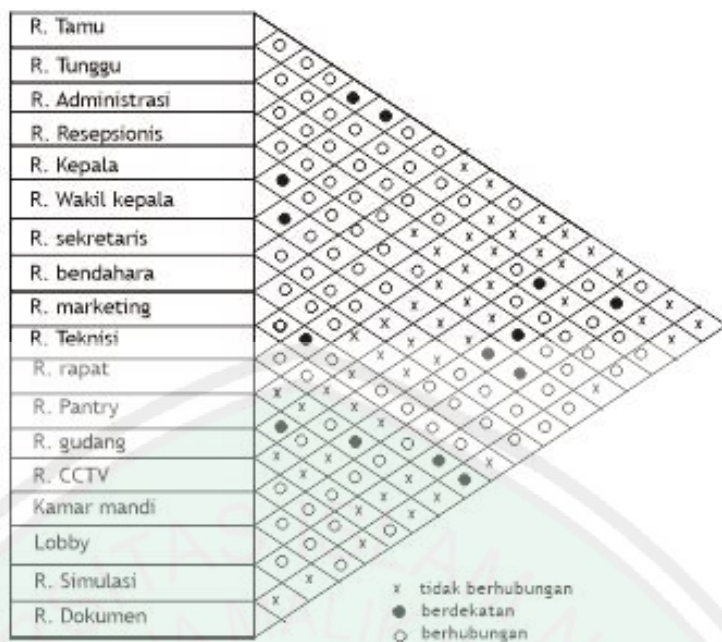 R. Tamu
R. Tunggu
R. Administrasi
R. Resepsionis
R. Kepala
R. Wakil kepala
R. sekretaris
R. bendahara
R. marketing
R. Teknisi
R. rapat
R. Pantry
R. gudang
R. CCTV
Kamar mandi
Lobby
R. Simulasi
R. Dokumen
x tidak berhubungan
● berdekatan
○ berhubungan